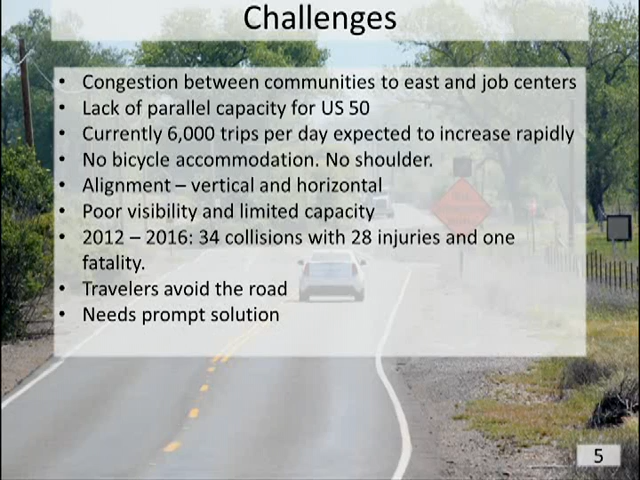 Challenges
• Congestion between communities to east and job centers
• Lack of parallel capacity for US 50
• Currently 6,000 trips per day expected to increase rapidly
• No bicycle accommodation. No shoulder.
• Alignment – vertical and horizontal
• Poor visibility and limited capacity
• 2012 – 2016: 34 collisions with 28 injuries and one
fatality.
• Travelers avoid the road
• Needs prompt solution
5